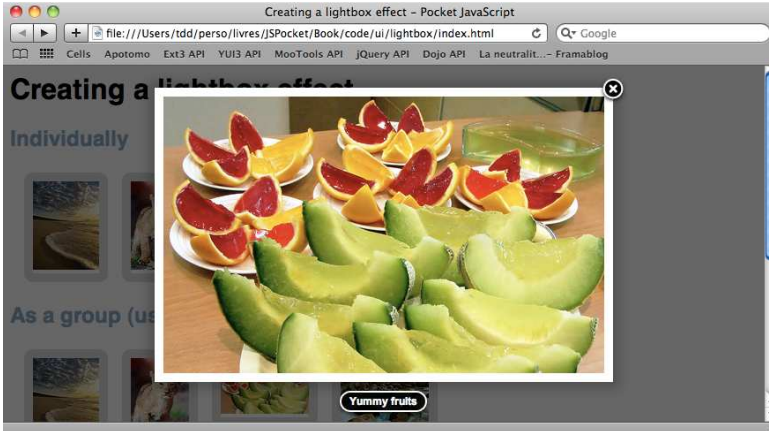 Creating a lightbox effect – Pocket JavaScript
file:///Users/tdd/perso/livres/JSPocket/Book/code/ui/lightbox/index.html
Google
Cells Apotomo Ext3 API YUI3 API MooTools API jQuery API Dojo API La neutralit...– Framablog
Creating a lightbox effect
Individually
As a group (us
Yummy fruits